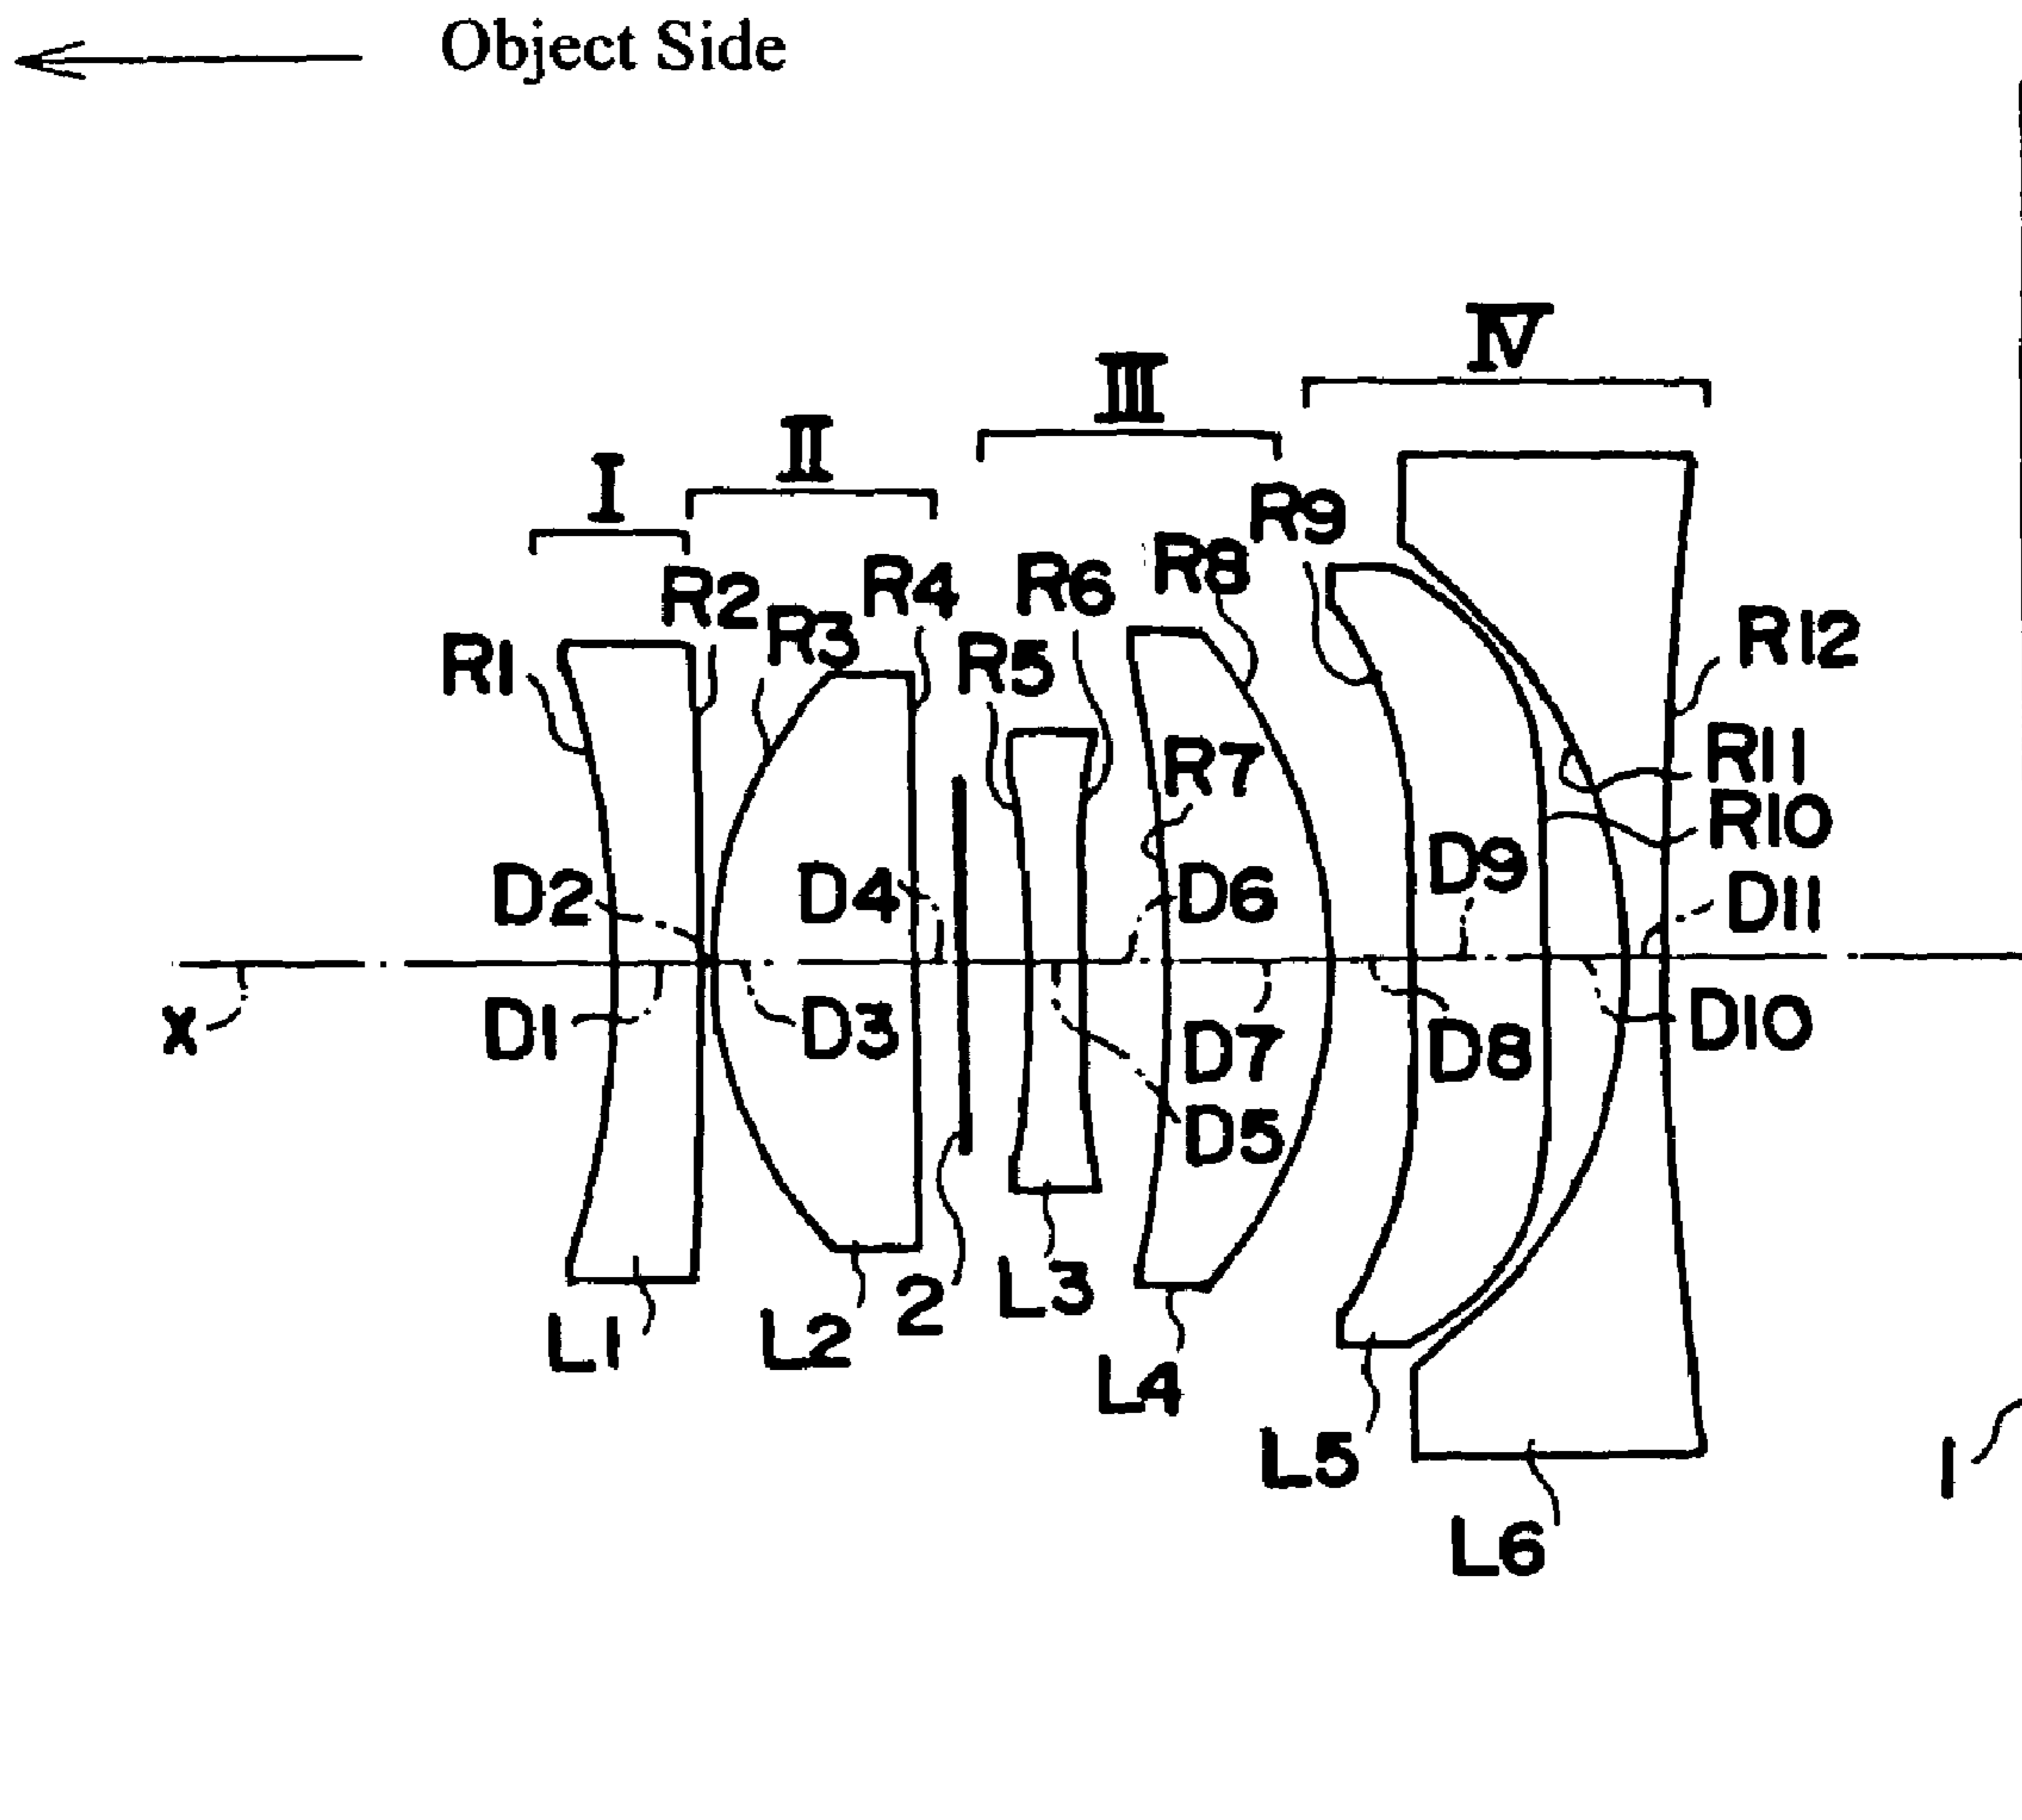 Object Side
IV
III
II
I
R9
R8
R6
R4
R2
R3
R5
R1
R12
R7
R11
R10
D9
D2
D4
D6
D11
X
D1
D3
D7
D8
D10
D5
L3
2
L2
L1
L4
L5
1
L6